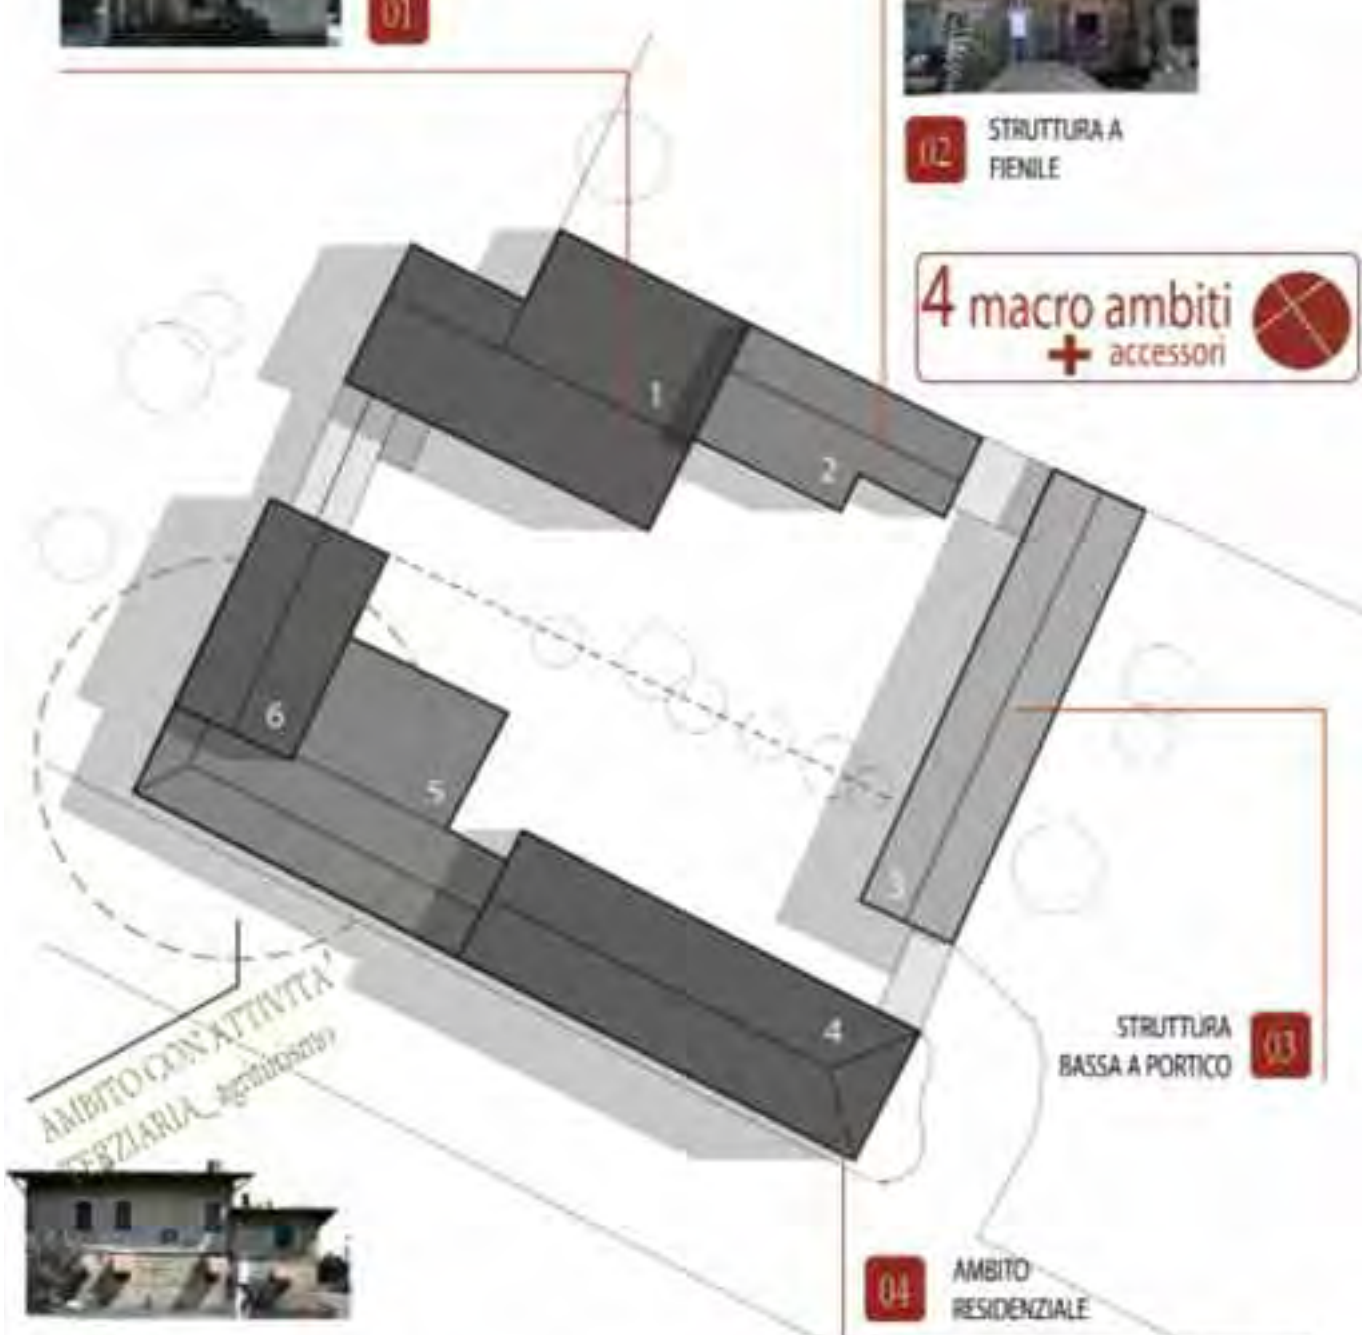 01
02
STRUTTURA A
FIENILE
4 macro ambiti
+ accessori
1
2
3
4
5
6
AMBITO CON ATTIVITA'
TERZIARIA_agriturismo
STRUTTURA
BASSA A PORTICO
03
04
AMBITO
RESIDENZIALE